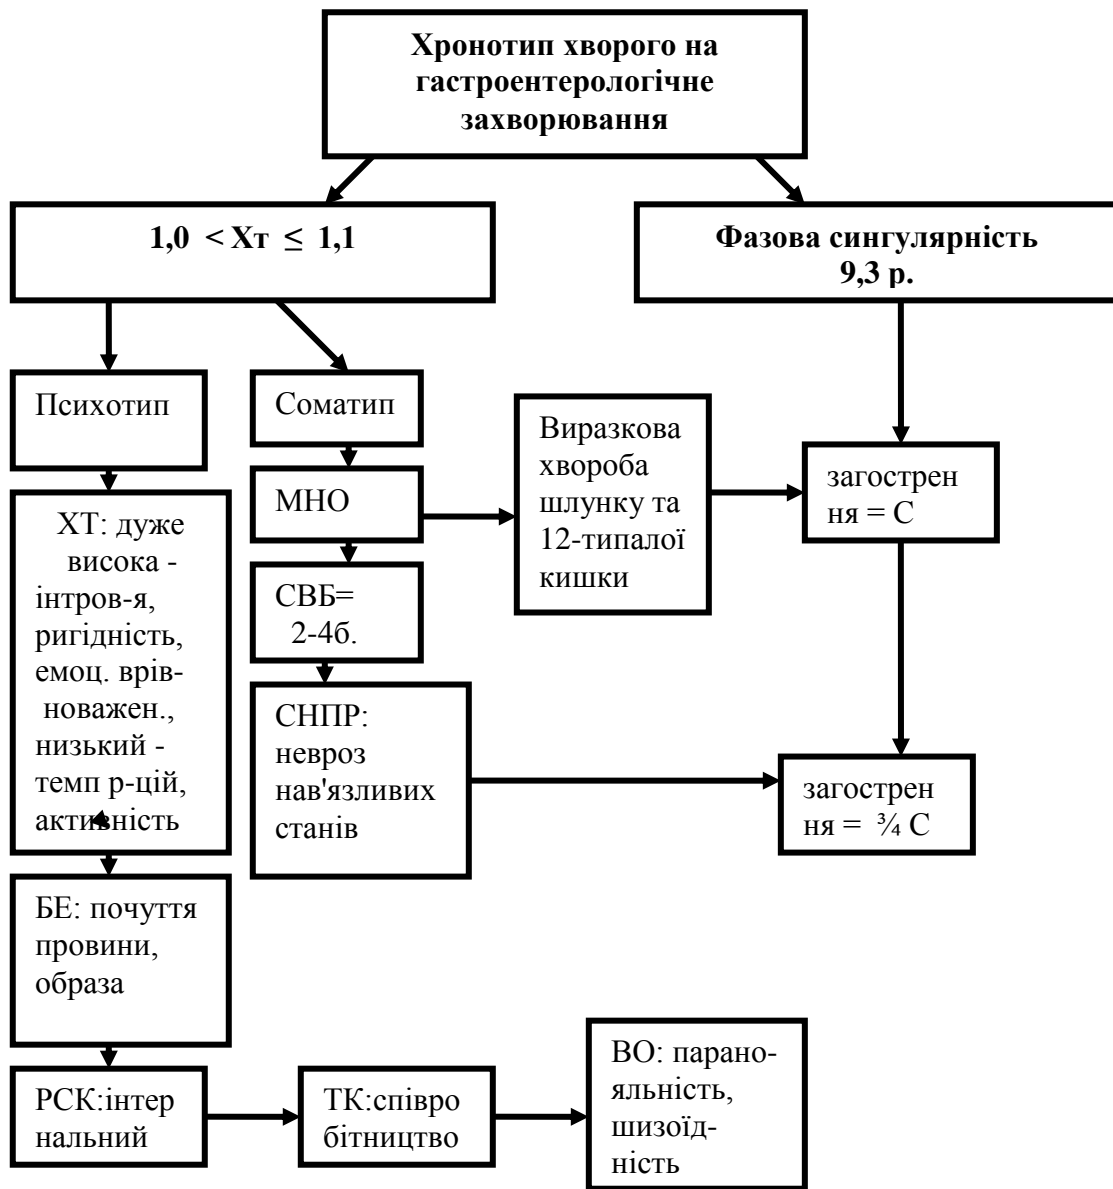 Хронотип хворого на
гастроентерологічне
захворювання
1,0 < Хт ≤ 1,1
Фазова сингулярність
9,3 р.
Психотип
Соматип
Виразкова
хвороба
шлунку та
12-типалої
кишки
загострен
ня = С
МНО
ХТ: дуже
висока -
інтров-я,
ригідність,
емоц. врів-
новажен.,
низький -
темп р-цій,
активність
СВБ=
2-4б.
СНПР:
невроз
нав'язливих
станів
загострен
ня = ¾ С
БЕ: почуття
провини,
образа
РСК:інтер
нальний
ТК:співро
бітництво
ВО: парано-
яльність,
шизоїд-
ність